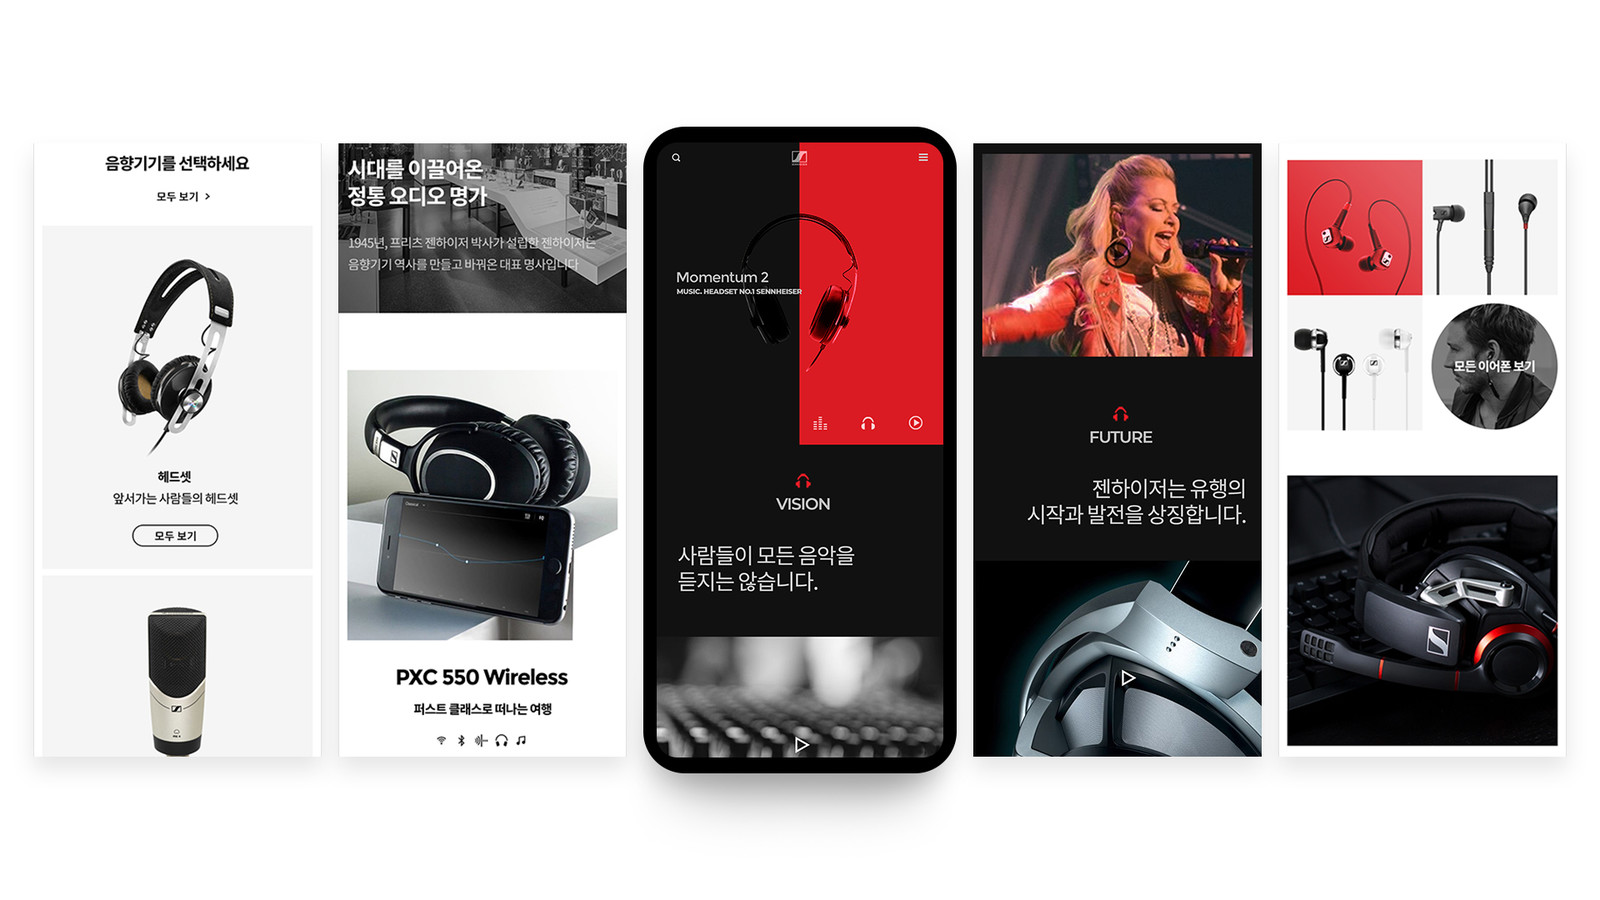 음향기기를 선택하세요
모두 보기 >
헤드셋
앞서가는 사람들의 헤드셋
모두 보기
시대를 이끌어온
정통 오디오 명가
1945년, 프리츠 젠하이저 박사가 설립한 젠하이저는
음향기기 역사를 만들고 바꿔온 대표 명사입니다
PXC 550 Wireless
퍼스트 클래스로 떠나는 여행
Momentum 2
MUSIC. HEADSET NO.1 SENNHEISER
VISION
사람들이 모든 음악을
듣지는 않습니다.
FUTURE
젠하이저는 유행의
시작과 발전을 상징합니다.
모든 이어폰 보기